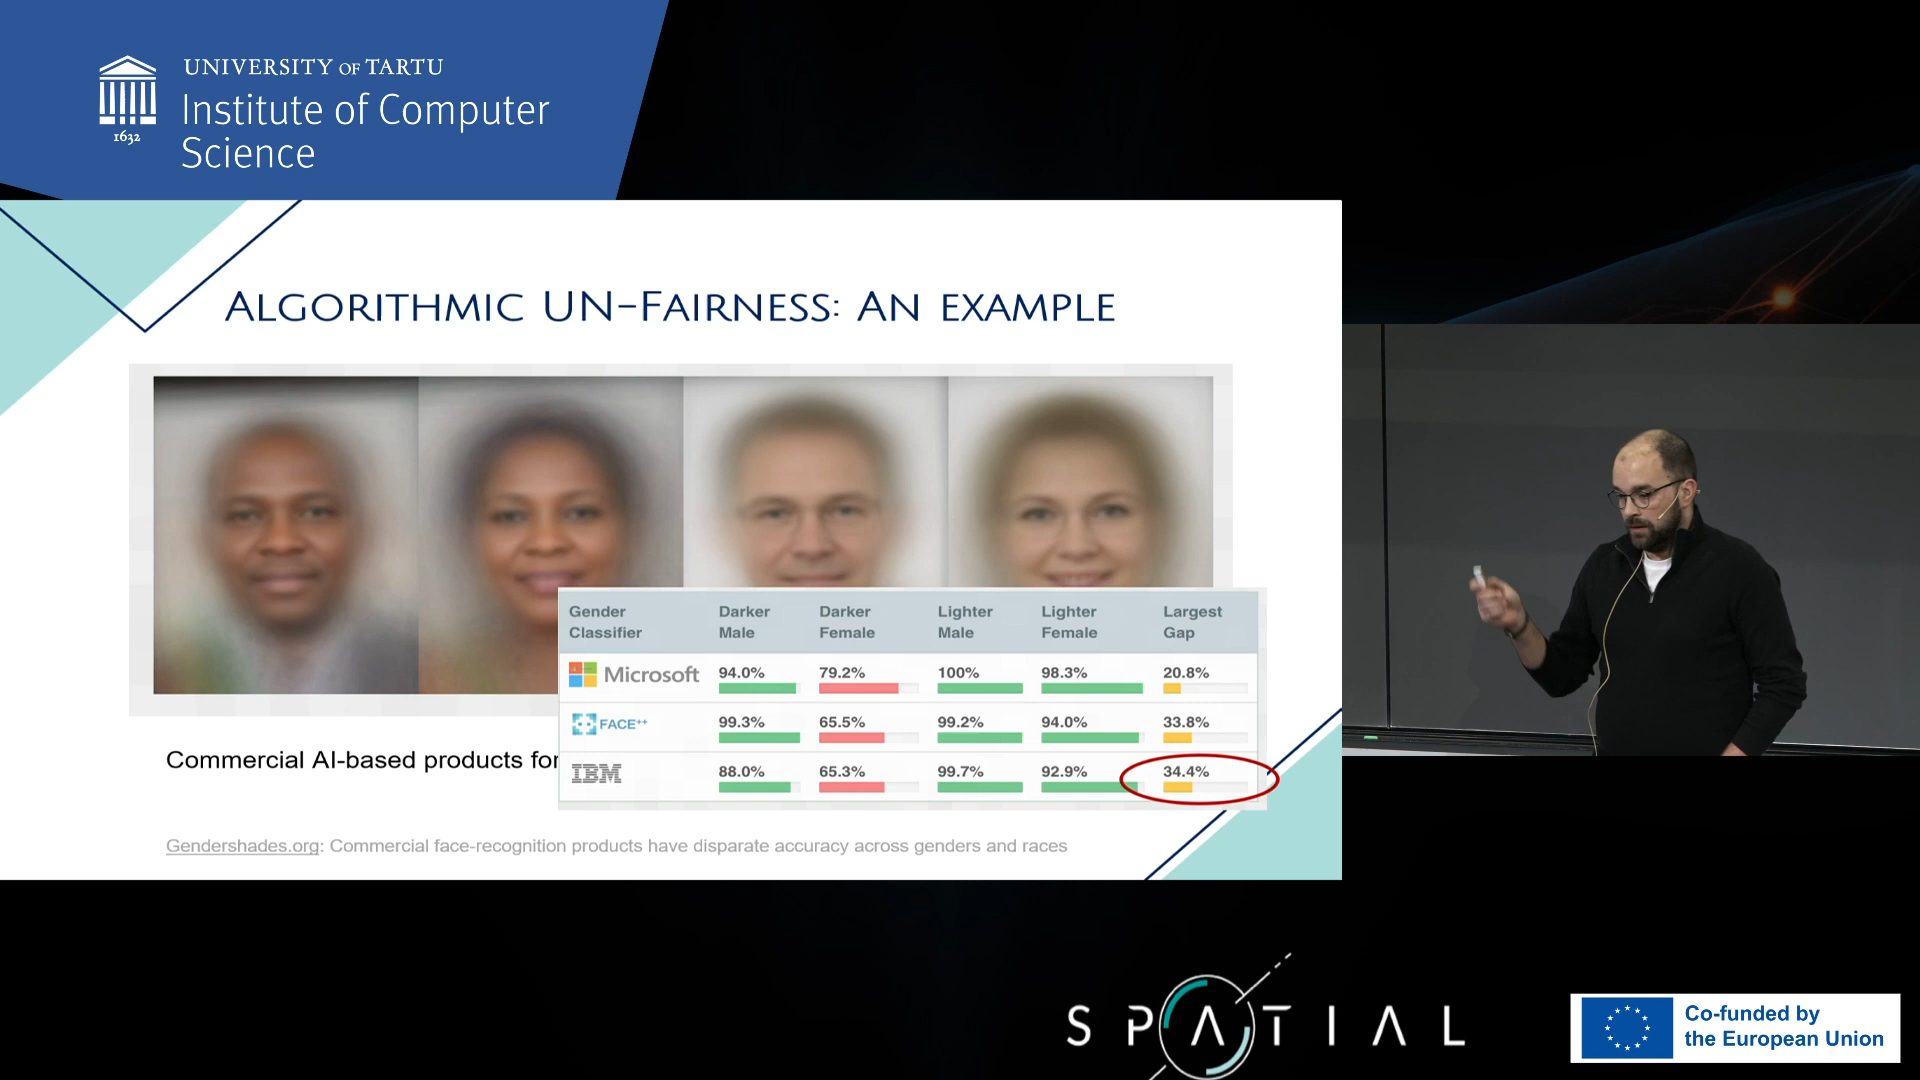 UNIVERSITY OF TARTU
Institute of Computer
Science
1632
ALGORITHMIC UN-FAIRNESS: AN EXAMPLE
Gender Classifier Darker Male Darker Female Lighter Male Lighter Female Largest Gap
Microsoft 94.0% 79.2% 100% 98.3% 20.8%
FACE++ 99.3% 65.5% 99.2% 94.0% 33.8%
IBM 88.0% 65.3% 99.7% 92.9% 34.4%
Commercial AI-based products for
Gendershades.org: Commercial face-recognition products have disparate accuracy across genders and races
SPATIAL
Co-funded by
the European Union